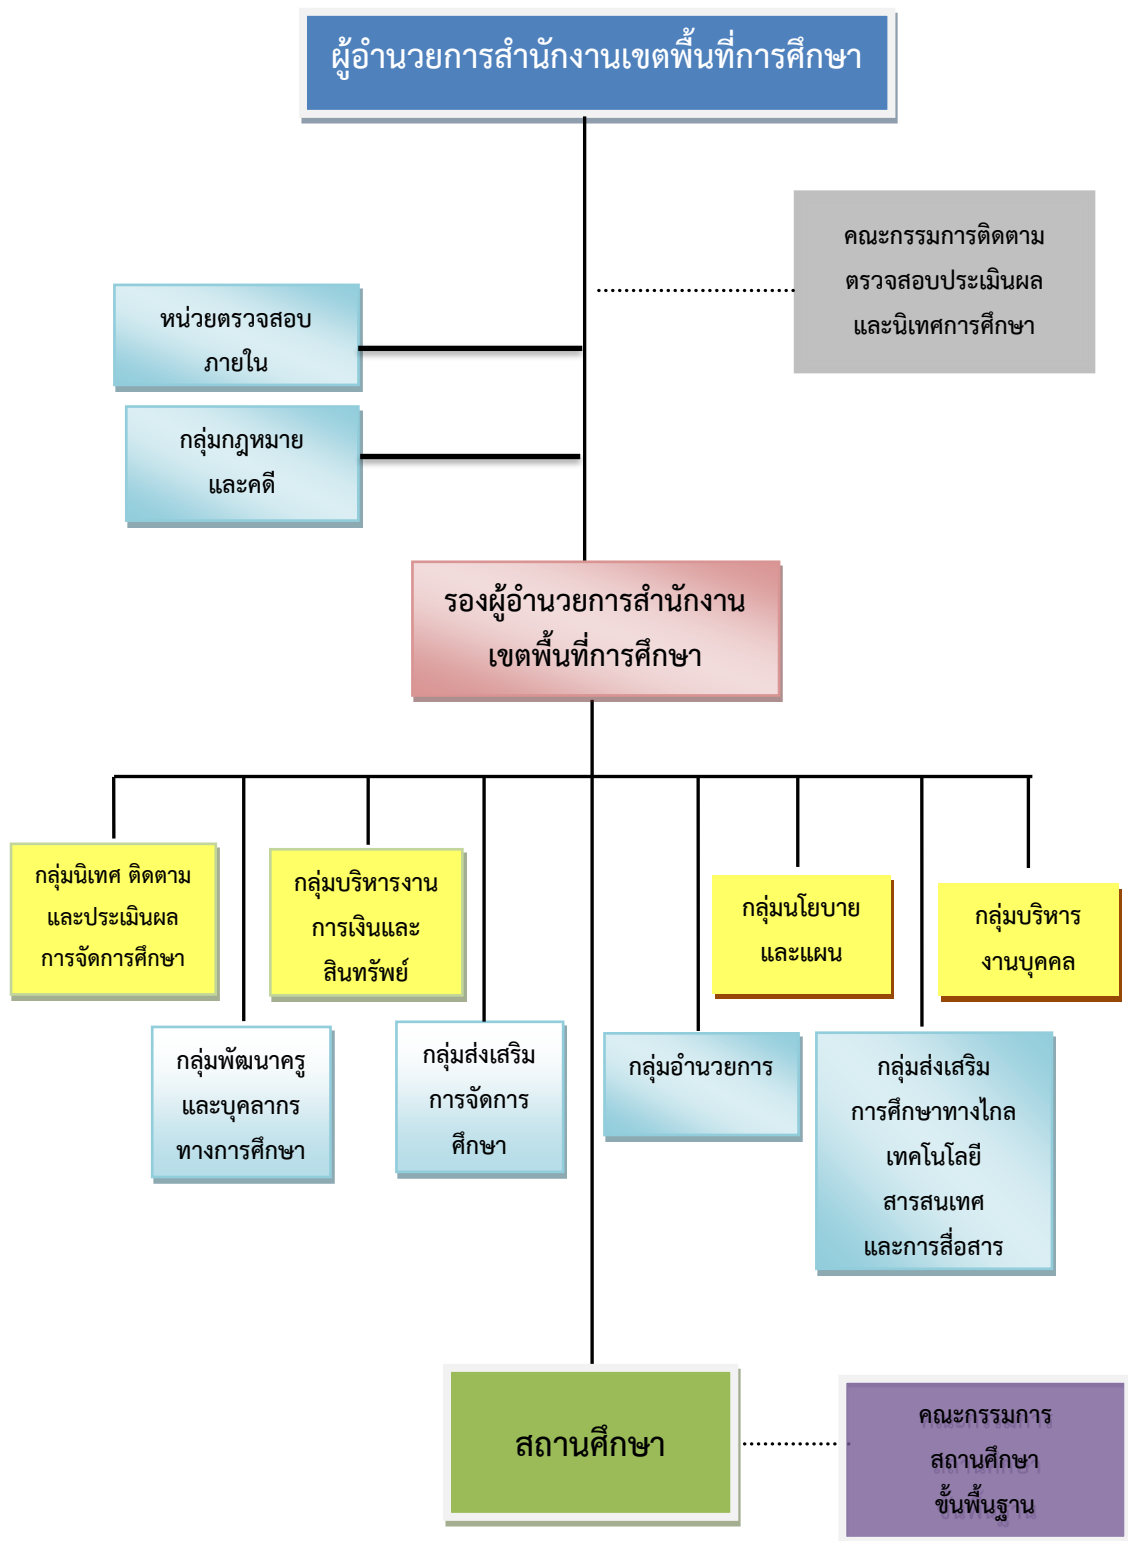 ผู้อำนวยการสำนักงานเขตพื้นที่การศึกษา
คณะกรรมการติดตาม
ตรวจสอบประเมินผล
และนิเทศการศึกษา
หน่วยตรวจสอบ
ภายใน
กลุ่มกฎหมาย
และคดี
รองผู้อำนวยการสำนักงาน
เขตพื้นที่การศึกษา
กลุ่มนิเทศ ติดตาม
และประเมินผล
การจัดการศึกษา
กลุ่มบริหารงาน
การเงินและ
สินทรัพย์
กลุ่มนโยบาย
และแผน
กลุ่มบริหาร
งานบุคคล
กลุ่มพัฒนาครู
และบุคลากร
ทางการศึกษา
กลุ่มส่งเสริม
การจัดการ
ศึกษา
กลุ่มอำนวยการ
กลุ่มส่งเสริม
การศึกษาทางไกล
เทคโนโลยี
สารสนเทศ
และการสื่อสาร
สถานศึกษา
คณะกรรมการ
สถานศึกษา
ขั้นพื้นฐาน